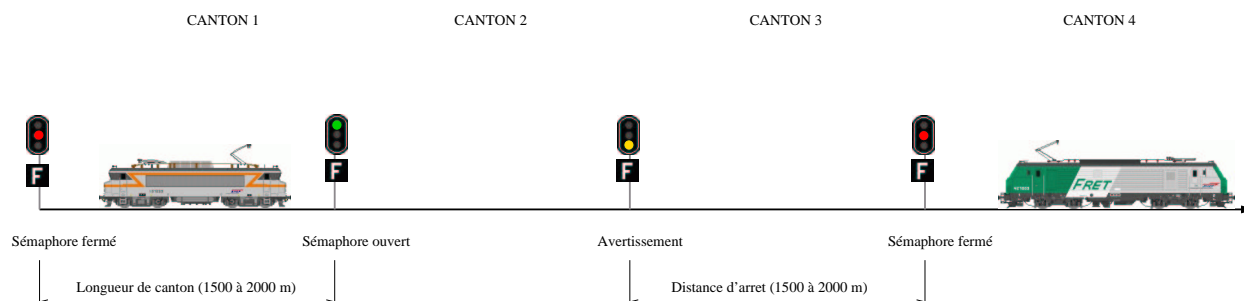 CANTON 1
CANTON 2
CANTON 3
CANTON 4
F
F
F
F
FRET
Sémaphore fermé
Sémaphore ouvert
Avertissement
Sémaphore fermé
Longueur de canton (1500 à 2000 m)
Distance d'arret (1500 à 2000 m)